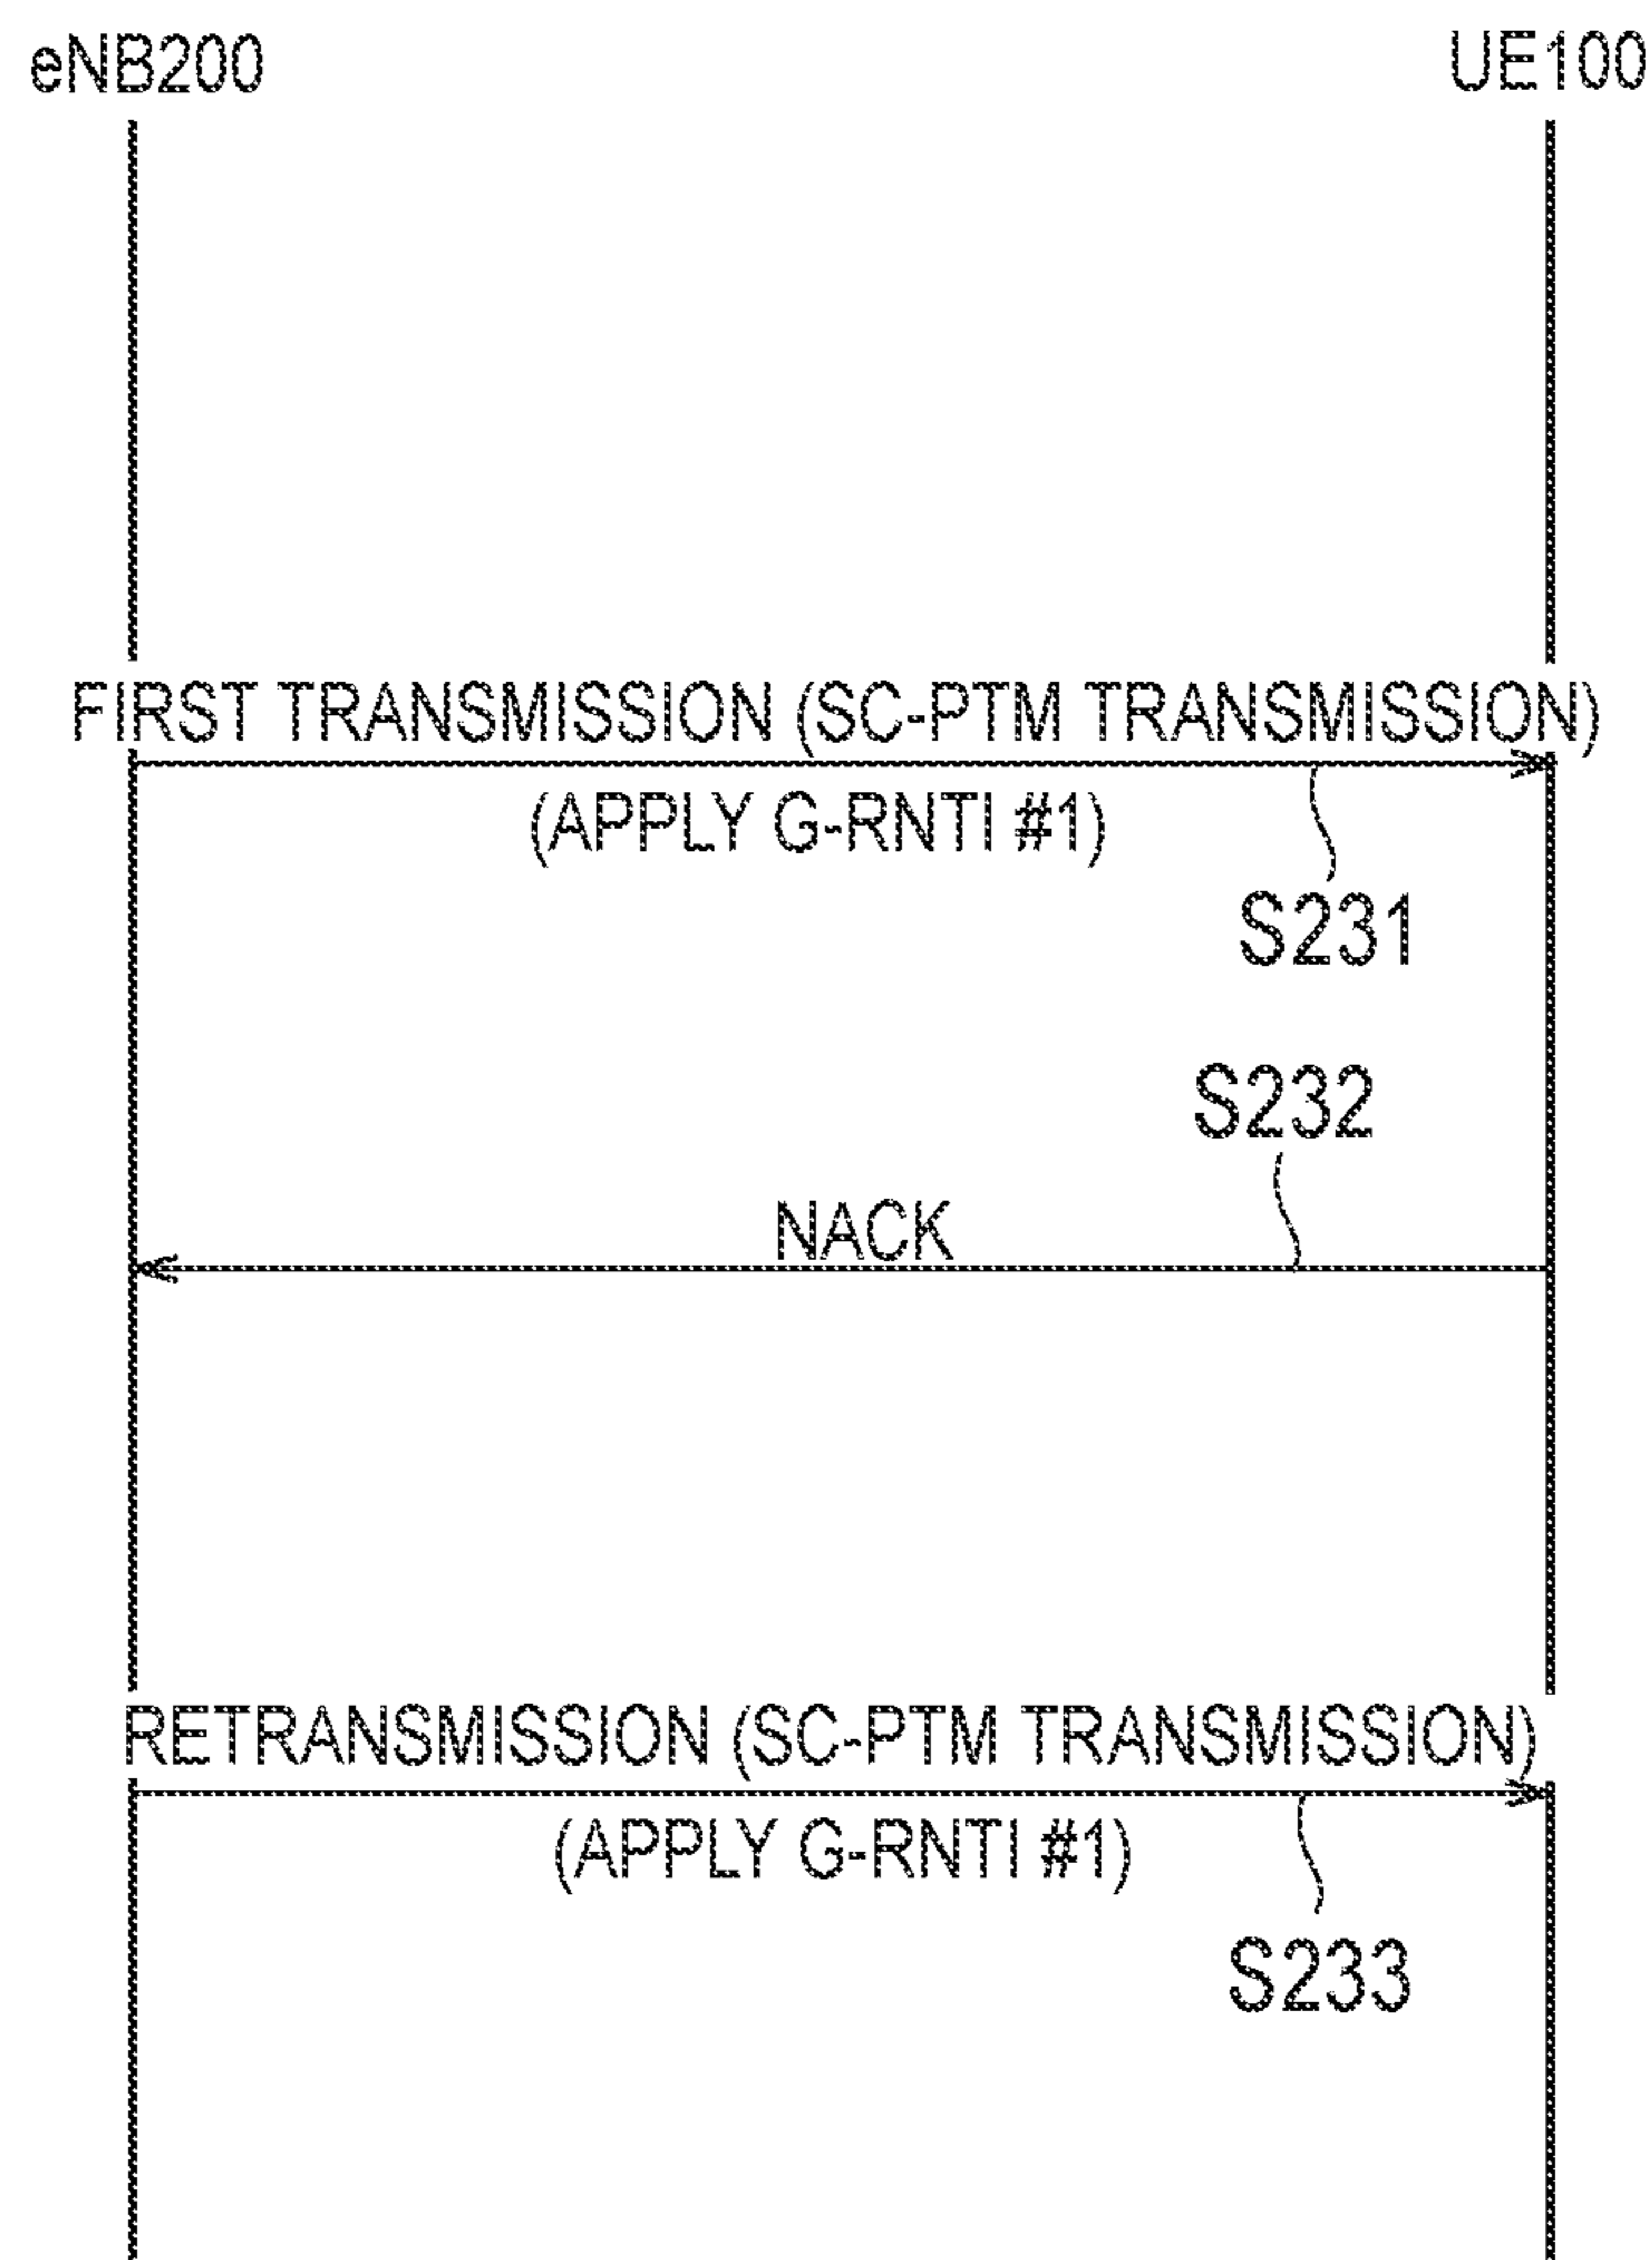 eNB200 UE100
FIRST TRANSMISSION (SC-PTM TRANSMISSION)
(APPLY G-RNTI #1)
S231
S232
NACK
RETRANSMISSION (SC-PTM TRANSMISSION)
(APPLY G-RNTI #1)
S233